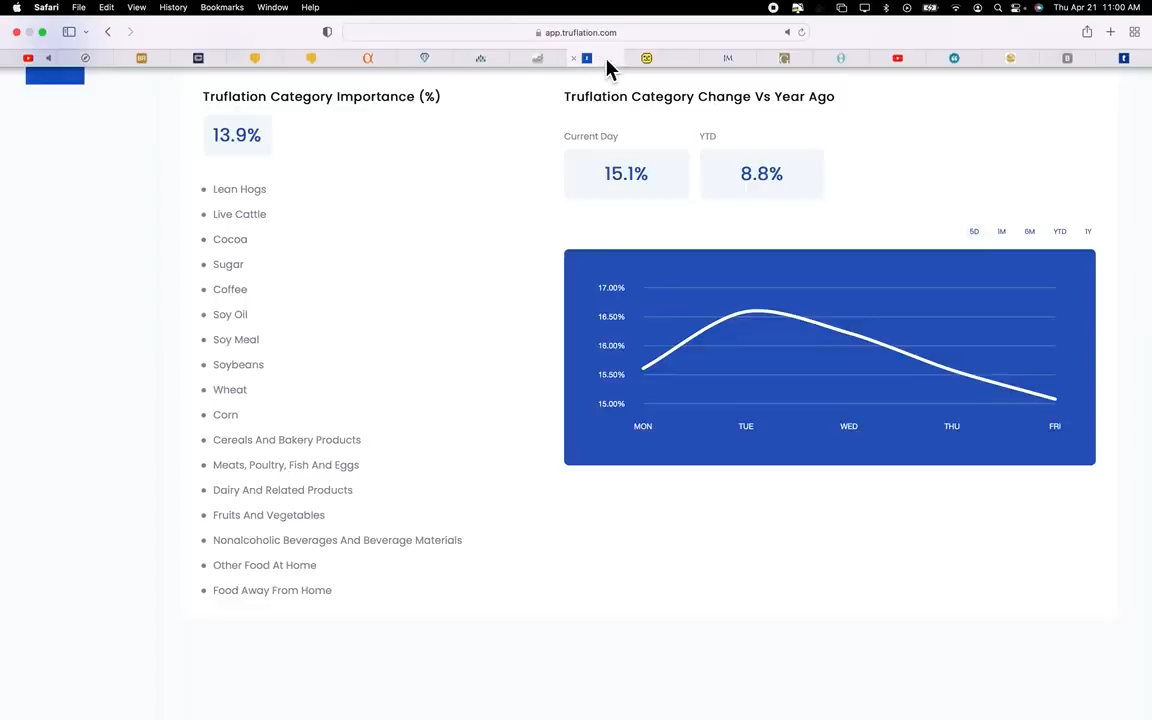 Safari File Edit View History Bookmarks Window Help Thu Apr 21 11:00 AM
app.truflation.com
BR IM B t
Truflation Category Importance (%)
13.9%
Lean Hogs
Live Cattle
Cocoa
Sugar
Coffee
Soy Oil
Soy Meal
Soybeans
Wheat
Corn
Cereals And Bakery Products
Meats, Poultry, Fish And Eggs
Dairy And Related Products
Fruits And Vegetables
Nonalcoholic Beverages And Beverage Materials
Other Food At Home
Food Away From Home
Truflation Category Change Vs Year Ago
Current Day YTD
15.1% 8.8%
5D 1M 6M YTD 1Y
17.00%
16.50%
16.00%
15.50%
15.00%
MON TUE WED THU FRI